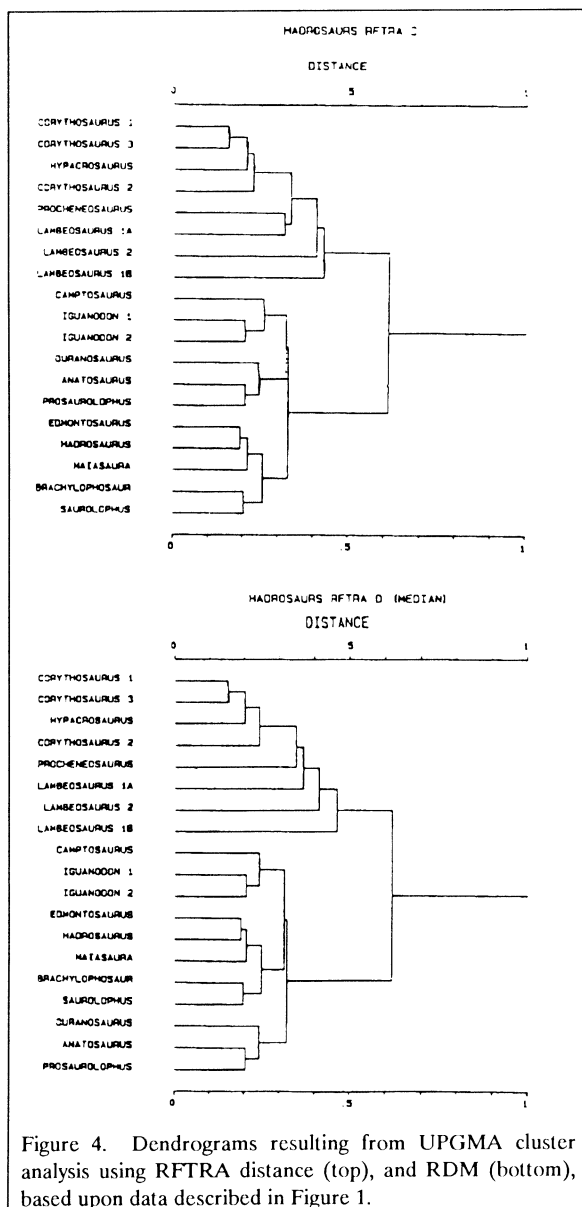 HADROSAURS RFTRA D
DISTANCE
0 .5 1
CORYTHOSAURUS 1
CORYTHOSAURUS 3
HYPACROSAURUS
CORYTHOSAURUS 2
PROCHENEOSAURUS
LAMBEOSAURUS 1A
LAMBEOSAURUS 2
LAMBEOSAURUS 1B
CAMPTOSAURUS
IGUANODON 1
IGUANODON 2
OURANOSAURUS
ANATOSAURUS
PROSAUROLOPHUS
EDMONTOSAURUS
HADROSAURUS
MAIASAURA
BRACHYLOPHOSAUR
SAUROLOPHUS
0 .5 1
HADROSAURS RFTRA D (MEDIAN)
DISTANCE
0 .5 1
CORYTHOSAURUS 1
CORYTHOSAURUS 3
HYPACROSAURUS
CORYTHOSAURUS 2
PROCHENEOSAURUS
LAMBEOSAURUS 1A
LAMBEOSAURUS 2
LAMBEOSAURUS 1B
CAMPTOSAURUS
IGUANODON 1
IGUANODON 2
EDMONTOSAURUS
HADROSAURUS
MAIASAURA
BRACHYLOPHOSAUR
SAUROLOPHUS
OURANOSAURUS
ANATOSAURUS
PROSAUROLOPHUS
0 .5 1
Figure 4. Dendrograms resulting from UPGMA cluster
analysis using RFTRA distance (top), and RDM (bottom),
based upon data described in Figure 1.